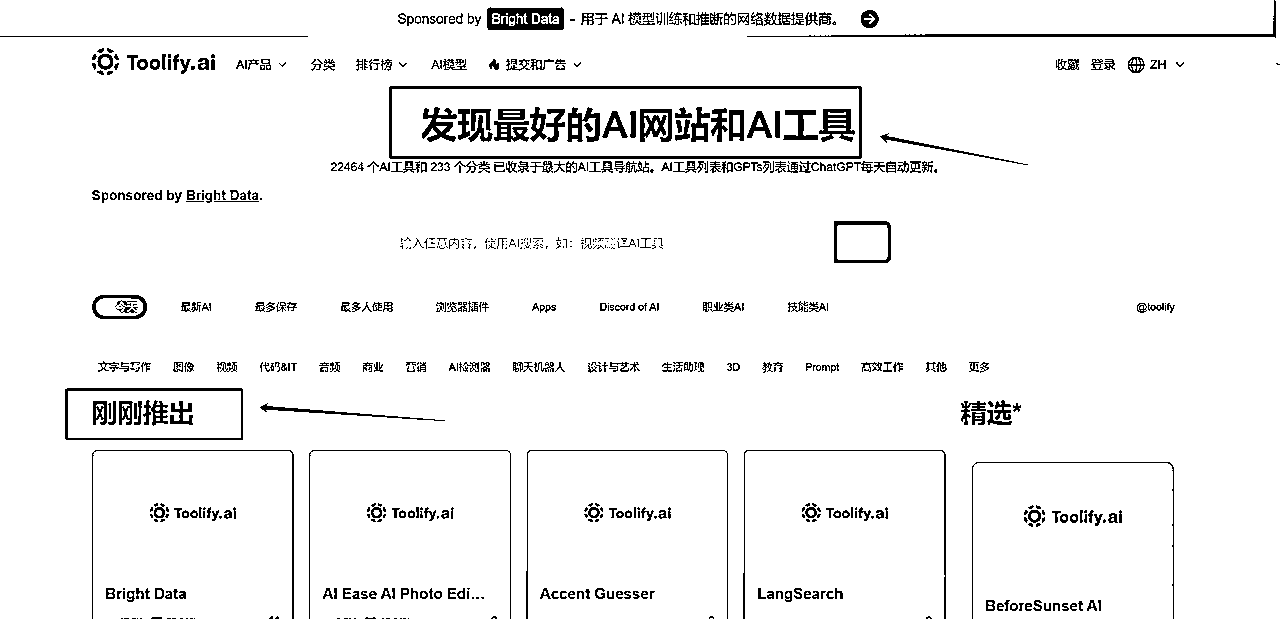 Sponsored by Bright Data - 用于 AI 模型训练和推断的网络数据提供商。
Toolify.ai AI产品 分类 排行榜 AI模型 提交和广告 收藏 登录 ZH
发现最好的AI网站和AI工具
22464 个AI工具和 233 个分类 已收录于最大的AI工具导航站。AI工具列表和GPTs列表通过ChatGPT每天自动更新。
Sponsored by Bright Data.
输入任意内容，使用AI搜索，如：视频翻译AI工具
今天 最新AI 最多保存 最多人使用 浏览器插件 Apps Discord of AI 职业类AI 技能类AI @toolify
文字与写作 图像 视频 代码&IT 音频 商业 营销 AI检测器 聊天机器人 设计与艺术 生活助理 3D 教育 Prompt 高效工作 其他 更多
刚刚推出 精选*
Toolify.ai Toolify.ai Toolify.ai Toolify.ai Toolify.ai
Bright Data AI Ease AI Photo Edi... Accent Guesser LangSearch BeforeSunset AI